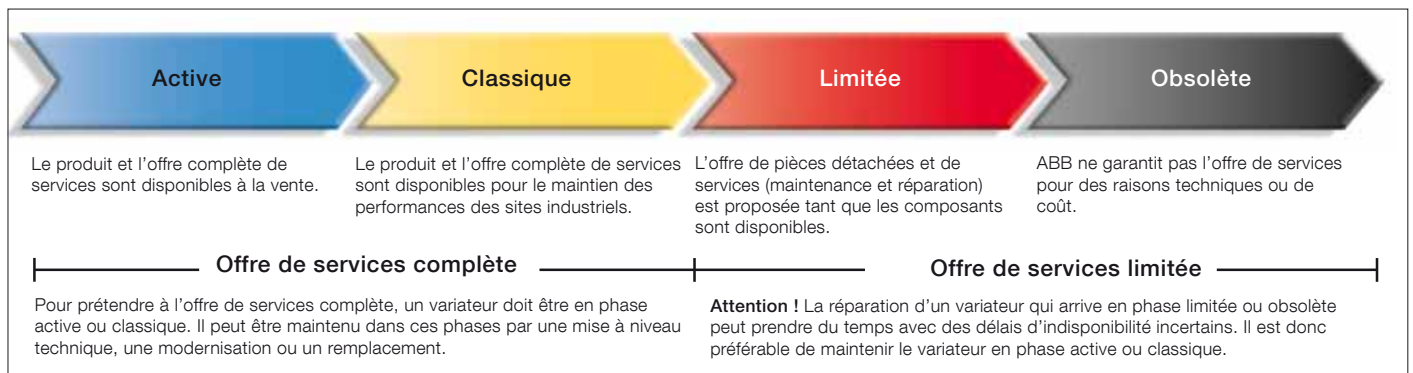 Active
Classique
Limitée
Obsolète
Le produit et l'offre complète de
services sont disponibles à la vente.
Le produit et l'offre complète de services
sont disponibles pour le maintien des
performances des sites industriels.
L'offre de pièces détachées et de
services (maintenance et réparation)
est proposée tant que les composants
sont disponibles.
ABB ne garantit pas l'offre de services
pour des raisons techniques ou de
coût.
Offre de services complète
Pour prétendre à l'offre de services complète, un variateur doit être en phase
active ou classique. Il peut être maintenu dans ces phases par une mise à niveau
technique, une modernisation ou un remplacement.
Offre de services limitée
Attention ! La réparation d'un variateur qui arrive en phase limitée ou obsolète
peut prendre du temps avec des délais d'indisponibilité incertains. Il est donc
préférable de maintenir le variateur en phase active ou classique.